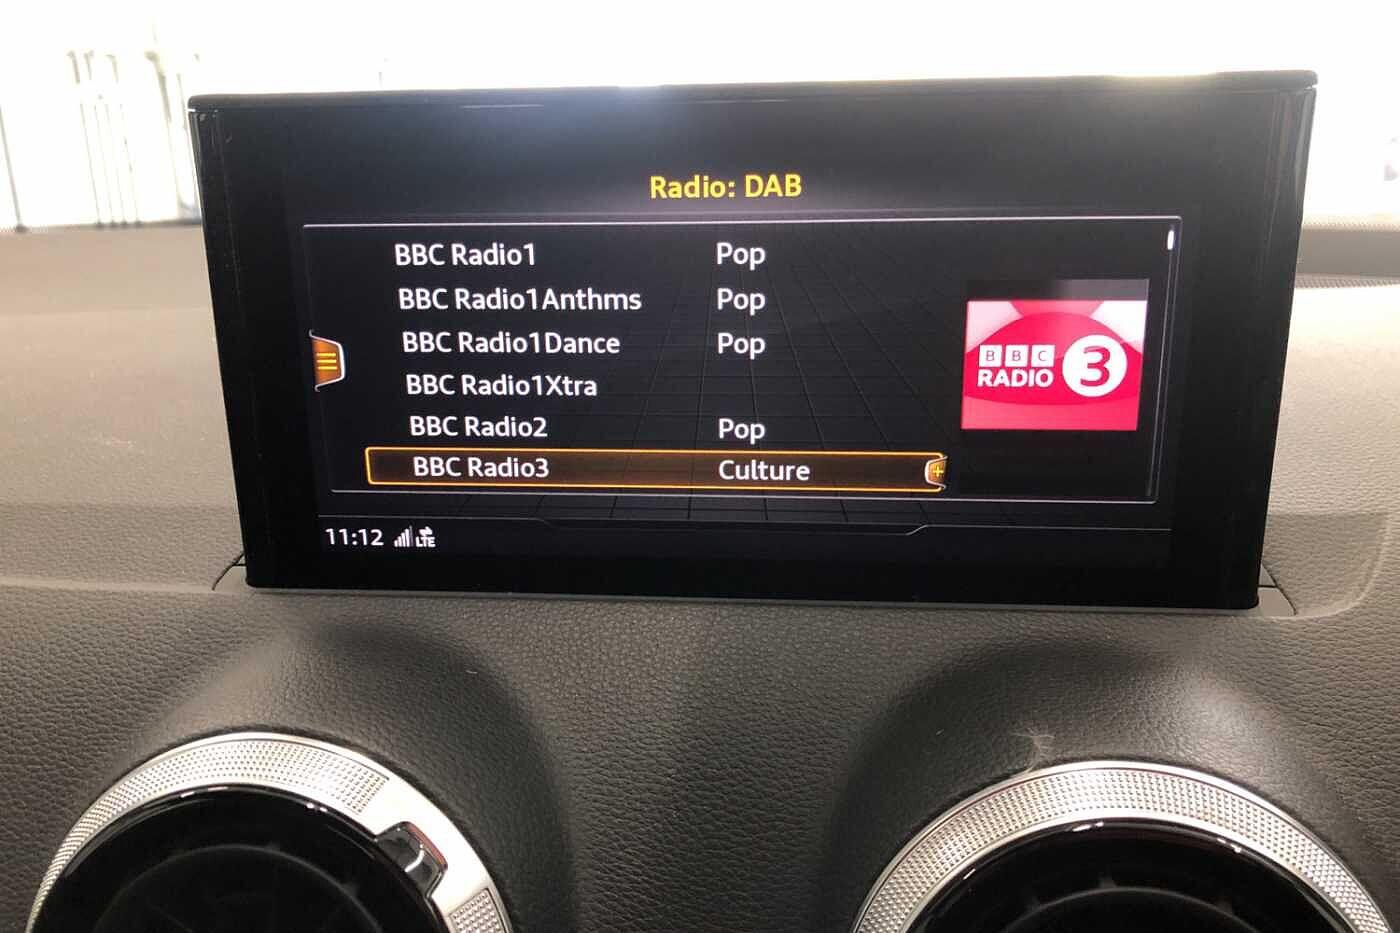 Radio: DAB
BBC Radio1 Pop
BBC Radio1Anthms Pop
BBC Radio1Dance Pop
BBC Radio1Xtra
BBC Radio2 Pop
BBC Radio3 Culture
BBC
RADIO 3
11:12 LTE